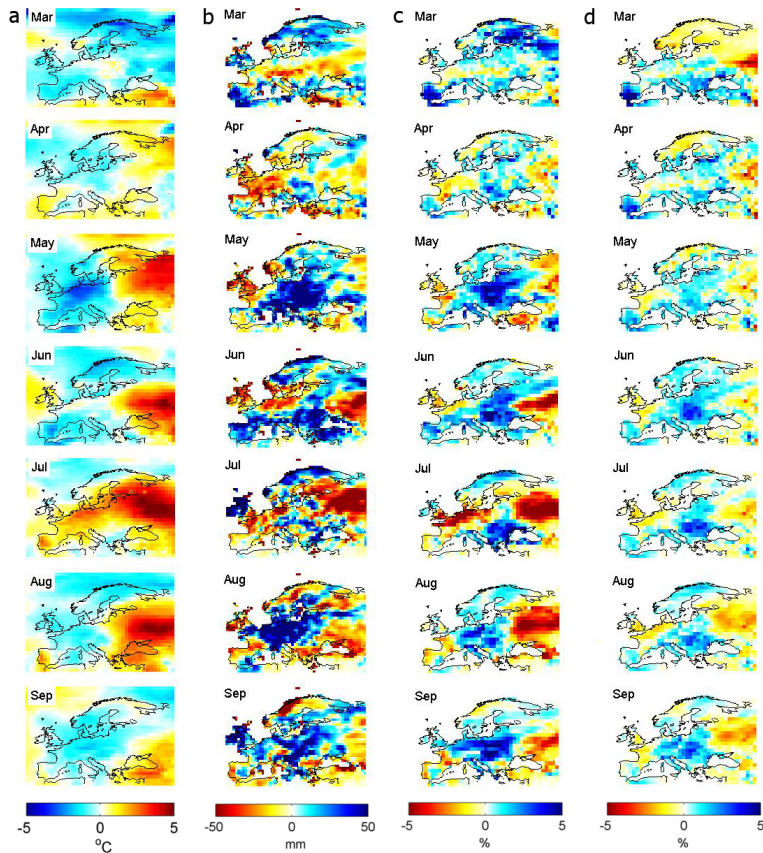 a b c d
Mar Mar Mar Mar
Apr Apr Apr Apr
May May May May
Jun Jun Jun Jun
Jul Jul Jul Jul
Aug Aug Aug Aug
Sep Sep Sep Sep
-5 0 5 -50 0 50 -5 0 5 -5 0 5
°C mm % %